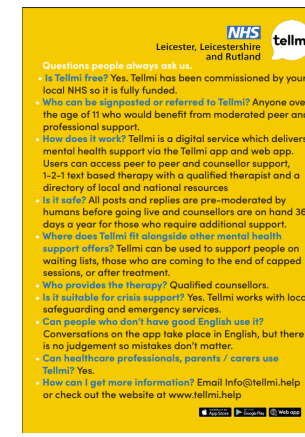 NHS
tellmi
Leicester, Leicestershire
and Rutland
Questions people always ask us.
• Is Tellmi free? Yes. Tellmi has been commissioned by your
local NHS so it is fully funded.
• Who can be signposted or referred to Tellmi? Anyone over
the age of 11 who would benefit from moderated peer and
professional support.
• How does it work? Tellmi is a digital service which delivers
mental health support via the Tellmi app and web app.
Users can access peer to peer and counsellor support,
1-2-1 text based therapy with a qualified therapist and a
directory of local and national resources
• Is it safe? All posts and replies are pre-moderated by
humans before going live and counsellors are on hand 36
days a year for those who require additional support.
• Where does Tellmi fit alongside other mental health
support offers? Tellmi can be used to support people on
waiting lists, those who are coming to the end of capped
sessions, or after treatment.
• Who provides the therapy? Qualified counsellors.
• Is it suitable for crisis support? Yes. Tellmi works with loca
safeguarding and emergency services.
• Can people who don't have good English use it?
Conversations on the app take place in English, but there
is no judgement so mistakes don't matter.
• Can healthcare professionals, parents / carers use
Tellmi? Yes.
• How can I get more information? Email Info@tellmi.help
or check out the website at www.tellmi.help
App Store Google Play Web app